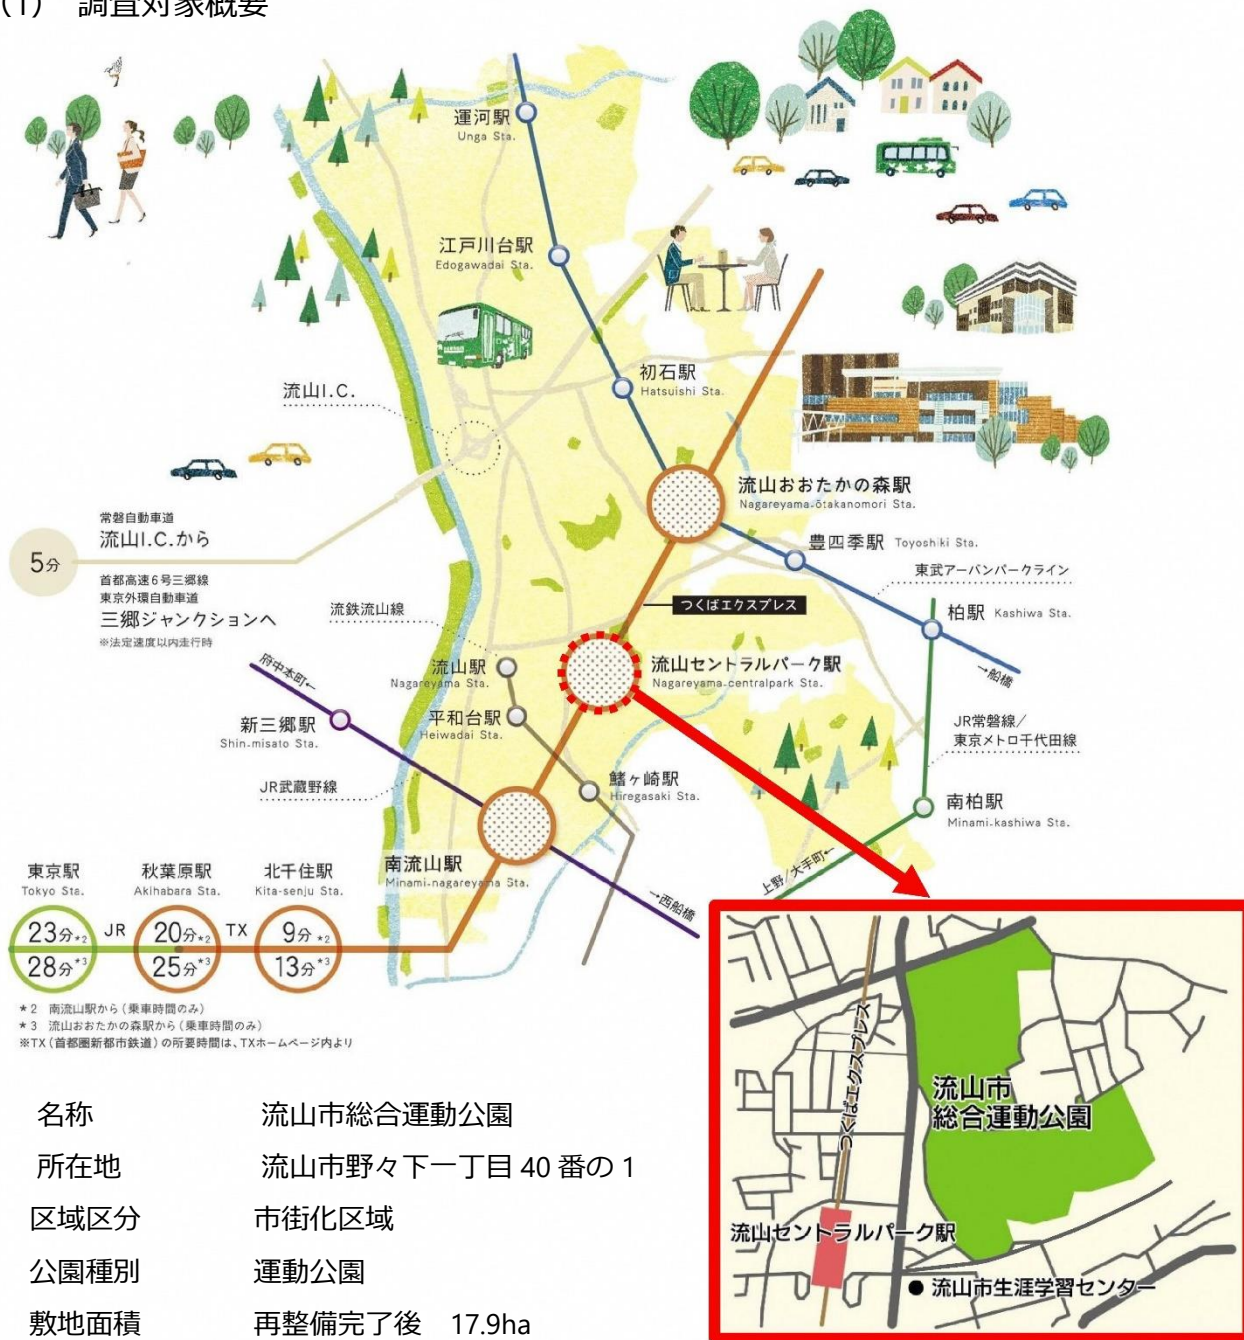 (1) 調査対象概要
運河駅
Unga Sta.
江戸川台駅
Edogawadai Sta.
初石駅
Hatsuishi Sta.
流山I.C.
流山おおたかの森駅
Nagareyama-ōtakanomori Sta.
豊四季駅 Toyoshiki Sta.
東武アーバンパークライン
柏駅 Kashiwa Sta.
→船橋
5分
常磐自動車道
流山I.C.から
首都高速6号三郷線
東京外環自動車道
三郷ジャンクションへ
※法定速度以内走行時
つくばエクスプレス
流鉄流山線
流山駅
Nagareyama Sta.
流山セントラルパーク駅
Nagareyama-centralpark Sta.
府中本町←
新三郷駅
Shin-misato Sta.
平和台駅
Heiwadai Sta.
JR常磐線/
東京メトロ千代田線
JR武蔵野線
鰭ヶ崎駅
Hiregasaki Sta.
南柏駅
Minami-kashiwa Sta.
上野/大手町←
南流山駅
Minami-nagareyama Sta.
→西船橋
東京駅
Tokyo Sta.
秋葉原駅
Akihabara Sta.
北千住駅
Kita-senju Sta.
23分*2 JR 20分*2 TX 9分*2
28分*3 25分*3 13分*3
*2 南流山駅から(乗車時間のみ)
*3 流山おおたかの森駅から(乗車時間のみ)
※TX(首都圏新都市鉄道)の所要時間は、TXホームページ内より
つくばエクスプレス
流山市
総合運動公園
流山セントラルパーク駅
● 流山市生涯学習センター
名称 流山市総合運動公園
所在地 流山市野々下一丁目 40 番の 1
区域区分 市街化区域
公園種別 運動公園
敷地面積 再整備完了後 17.9ha